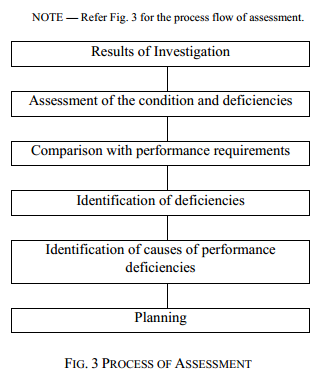 NOTE — Refer Fig. 3 for the process flow of assessment.
Results of Investigation
Assessment of the condition and deficiencies
Comparison with performance requirements
Identification of deficiencies
Identification of causes of performance
deficiencies
Planning
FIG. 3 PROCESS OF ASSESSMENT